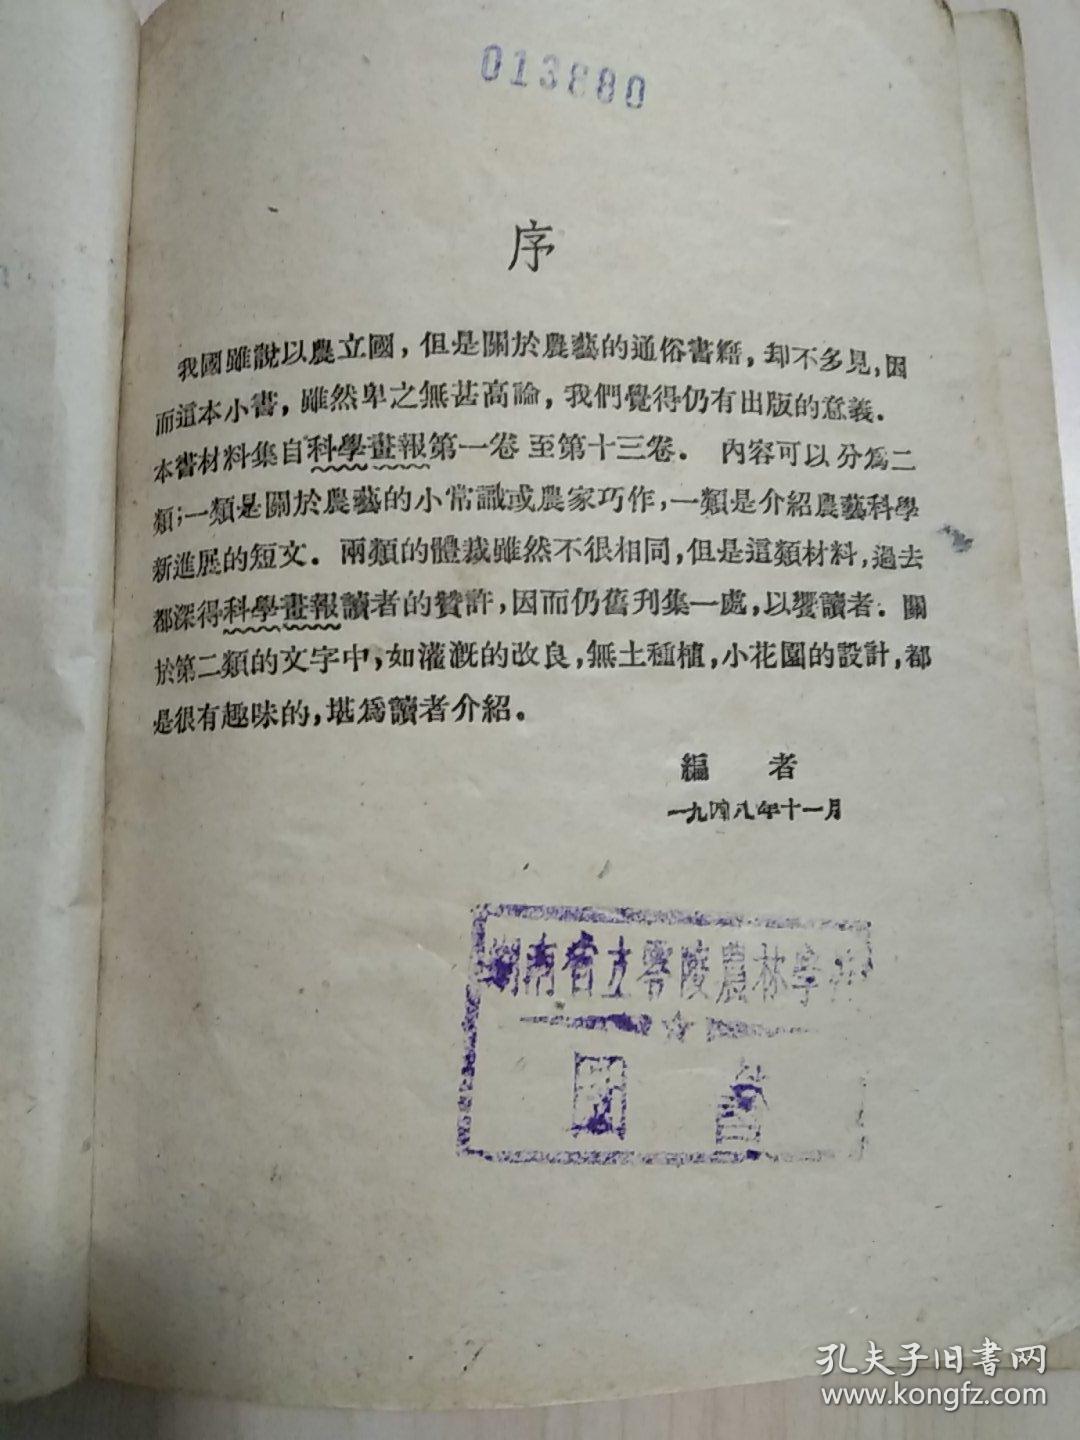 013880
序
我國雖說以農立國，但是關於農藝的通俗書籍，却不多見，因
而這本小書，雖然卑之無甚高論，我們覺得仍有出版的意義．
本書材料集自科學畫報第一卷至第十三卷． 內容可以分爲二
類；一類是關於農藝的小常識或農家巧作，一類是介紹農藝科學
新進展的短文．兩類的體裁雖然不很相同，但是這類材料，過去
都深得科學畫報讀者的贊許，因而仍舊刋集一處，以饗讀者．關
於第二類的文字中，如灌溉的改良，無土種植，小花園的設計，都
是很有趣味的，堪爲讀者介紹。
編 者
一九四八年十一月
湖南省立零陵農林學校
圖 書
孔夫子旧書网
www.kongfz.com